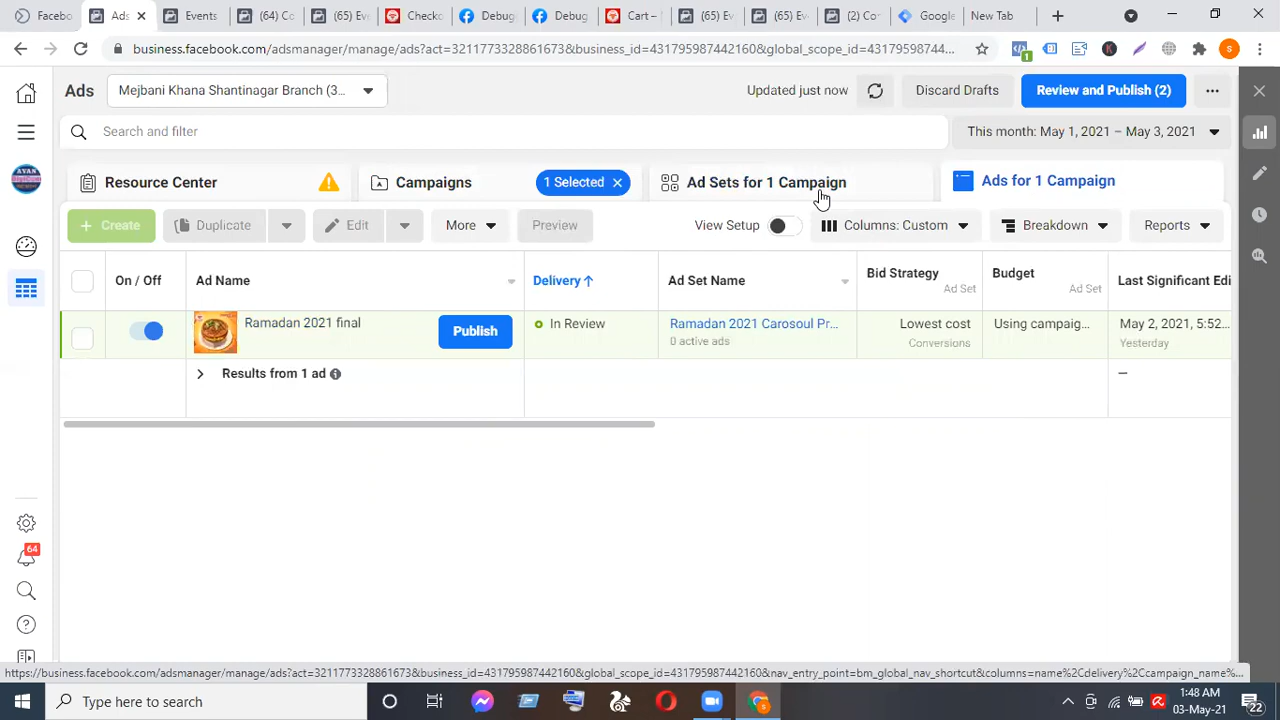 Facebo
Ads
Events
(64) Co
(65) Eve
Checko
Debug
Debug
Cart –
(65) Ev
(65) Eve
(2) Co
Google
New Tab
business.facebook.com/adsmanager/manage/ads?act=3211773328861673&business_id=431795987442160&global_scope_id=43179598744...
Ads
Mejbani Khana Shantinagar Branch (3...
Updated just now
Discard Drafts
Review and Publish (2)
Search and filter
This month: May 1, 2021 – May 3, 2021
Resource Center
Campaigns
1 Selected
Ad Sets for 1 Campaign
Ads for 1 Campaign
+ Create
Duplicate
Edit
More
Preview
View Setup
Columns: Custom
Breakdown
Reports
On / Off
Ad Name
Delivery ↑
Ad Set Name
Bid Strategy
Ad Set
Budget
Ad Set
Last Significant Edi
Ramadan 2021 final
Publish
In Review
Ramadan 2021 Carosoul Pr...
0 active ads
Lowest cost
Conversions
Using campaig...
May 2, 2021, 5:52...
Yesterday
Results from 1 ad
—
64
https://business.facebook.com/adsmanager/manage/ads?act=3211773328861673&business_id=431795987442160&global_scope_id=431795987442160&nav_entry_point=bm_global_nav_shortcut&columns=name%2Cdelivery%2Ccampaign_name%...
Type here to search
1:48 AM
03-May-21
22